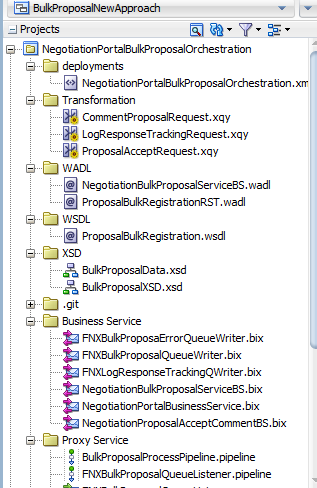 BulkProposalNewApproach
Projects
NegotiationPortalBulkProposalOrchestration
deployments
NegotiationPortalBulkProposalOrchestration.xm
Transformation
CommentProposalRequest.xqy
LogResponseTrackingRequest.xqy
ProposalAcceptRequest.xqy
WADL
NegotiationBulkProposalServiceBS.wadl
ProposalBulkRegistrationRST.wadl
WSDL
ProposalBulkRegistration.wsdl
XSD
BulkProposalData.xsd
BulkProposalXSD.xsd
.git
Business Service
FNXBulkProposaErrorQueueWriter.bix
FNXBulkProposalQueueWriter.bix
FNXLogResponseTrackingQWriter.bix
NegotiationBulkProposalServiceBS.bix
NegotiationPortalBusinessService.bix
NegotiationProposalAcceptCommentBS.bix
Proxy Service
BulkProposalProcessPipeline.pipeline
FNXBulkProposalQueueListener.pipeline